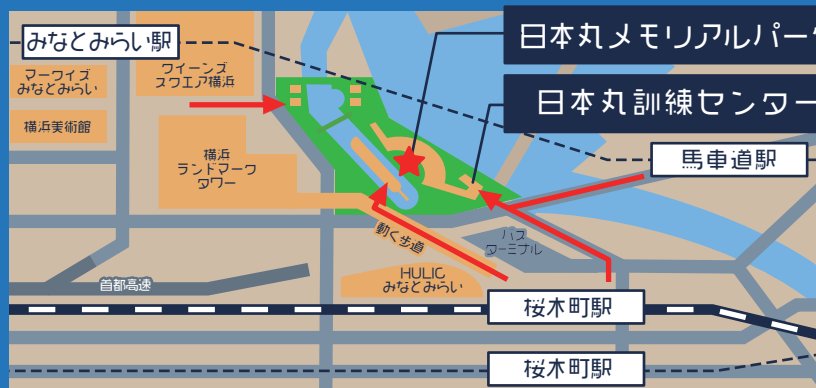 みなとみらい駅
日本丸メモリアルパーク
マークイズ
みなとみらい
クイーンズ
スクエア横浜
日本丸訓練センター
横浜美術館
横浜
ランドマーク
タワー
馬車道駅
動く歩道
バス
ターミナル
HULIC
みなとみらい
首都高速
桜木町駅
桜木町駅